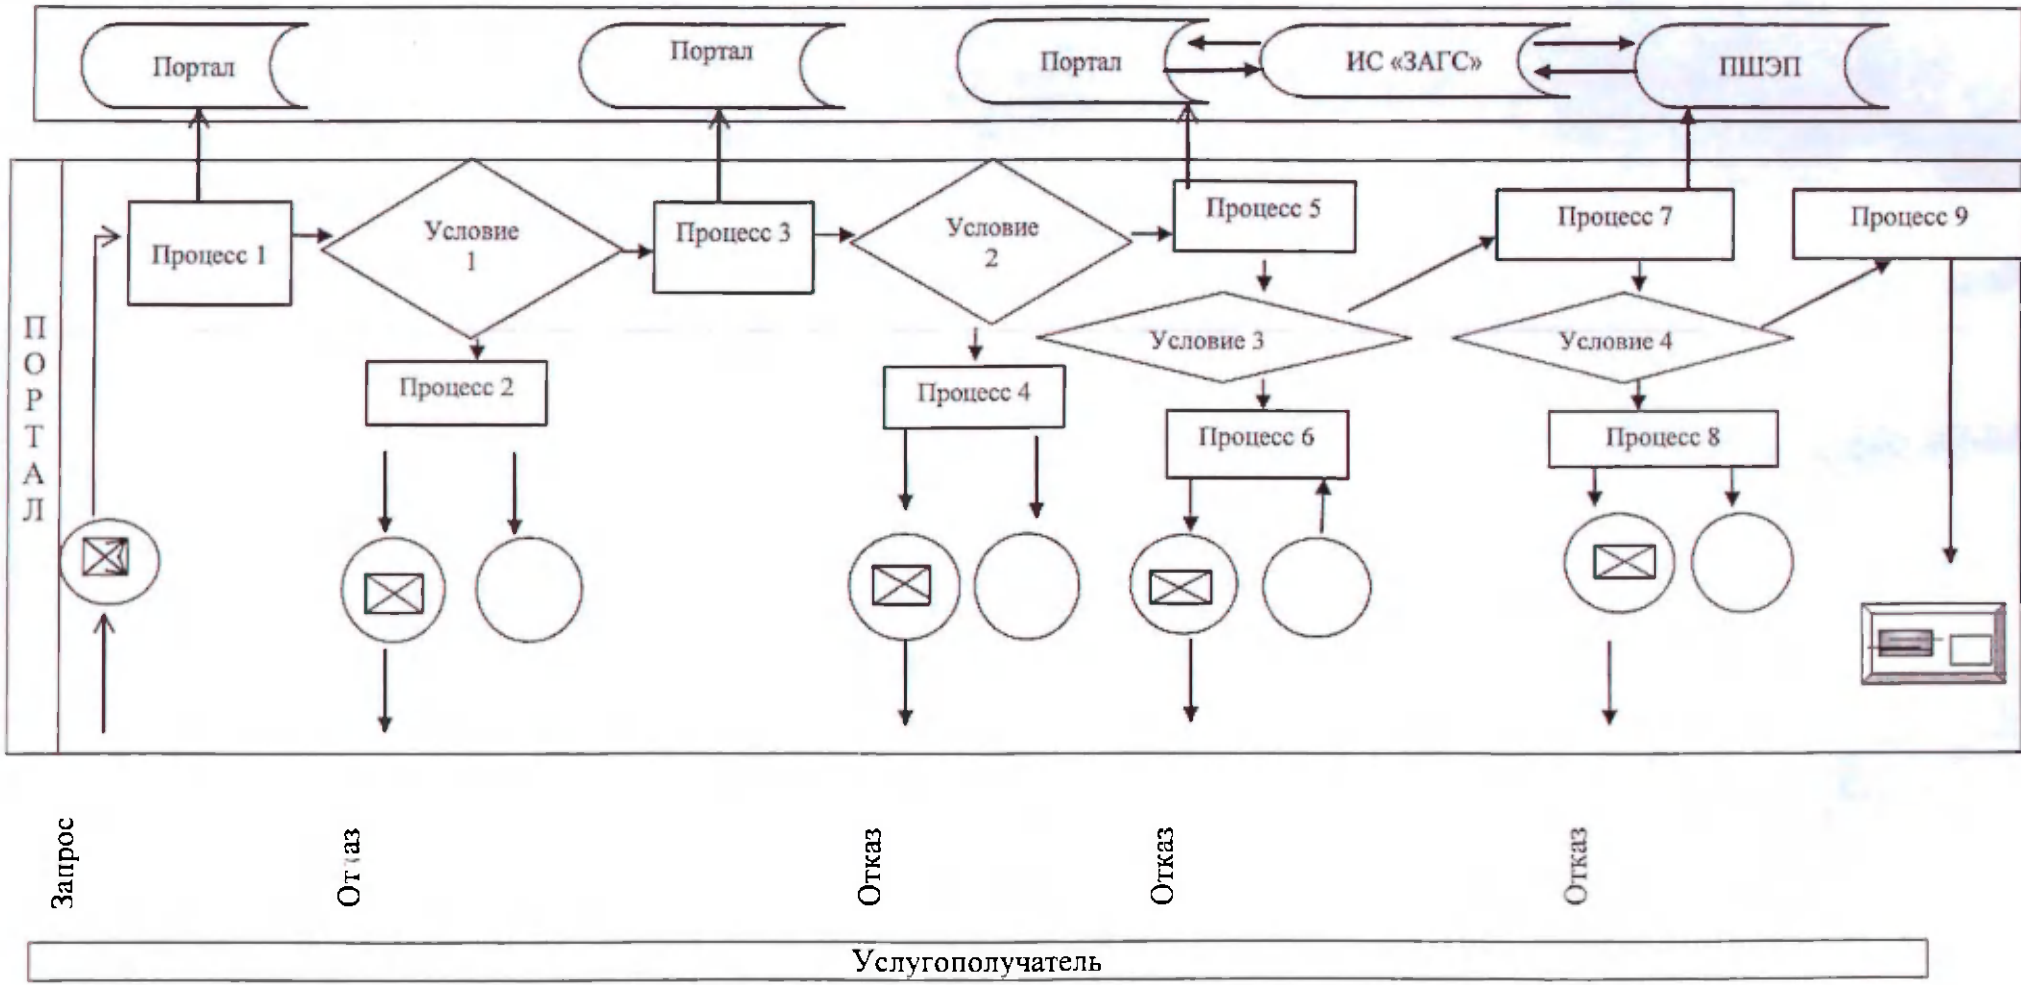 Портал
Портал
Портал
ИС «ЗАГС»
ПШЭП
Процесс 1
Условие
1
Процесс 3
Условие
2
Процесс 5
Процесс 7
Процесс 9
Условие 3
Условие 4
Процесс 2
Процесс 4
Процесс 6
Процесс 8
ПОРТАЛ
Запрос
Отказ
Отказ
Отказ
Отказ
Услугополучатель